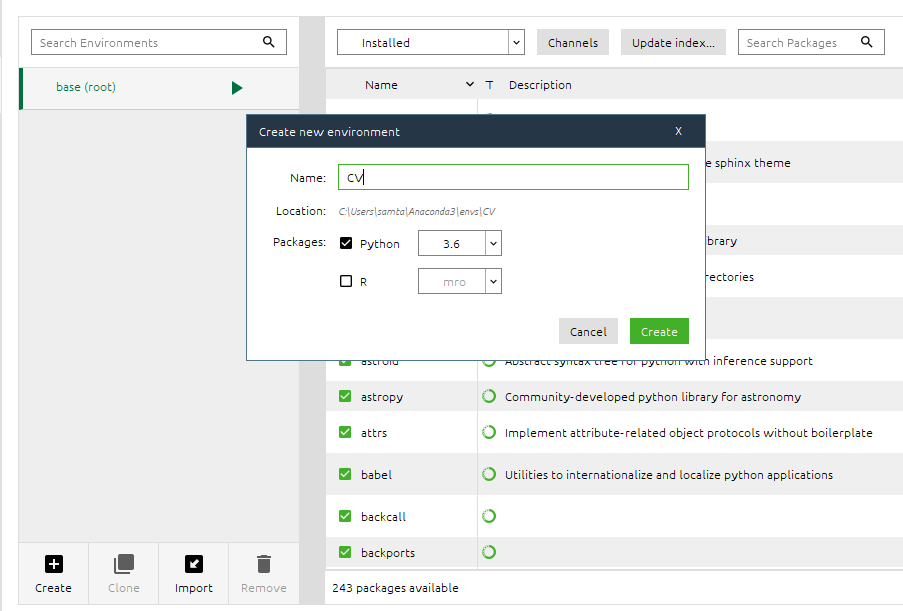 Search Environments
Installed
Channels
Update index...
Search Packages
base (root)
Name
T
Description
Create new environment
X
e sphinx theme
Name:
CV
Location:
C:\Users\samta\Anaconda3\envs\CV
Packages:
Python
3.6
brary
R
mro
rectories
Cancel
Create
astroid
Abstract syntax tree for python with inference support
astropy
Community-developed python library for astronomy
attrs
Implement attribute-related object protocols without boilerplate
babel
Utilities to internationalize and localize python applications
backcall
backports
Create
Clone
Import
Remove
243 packages available